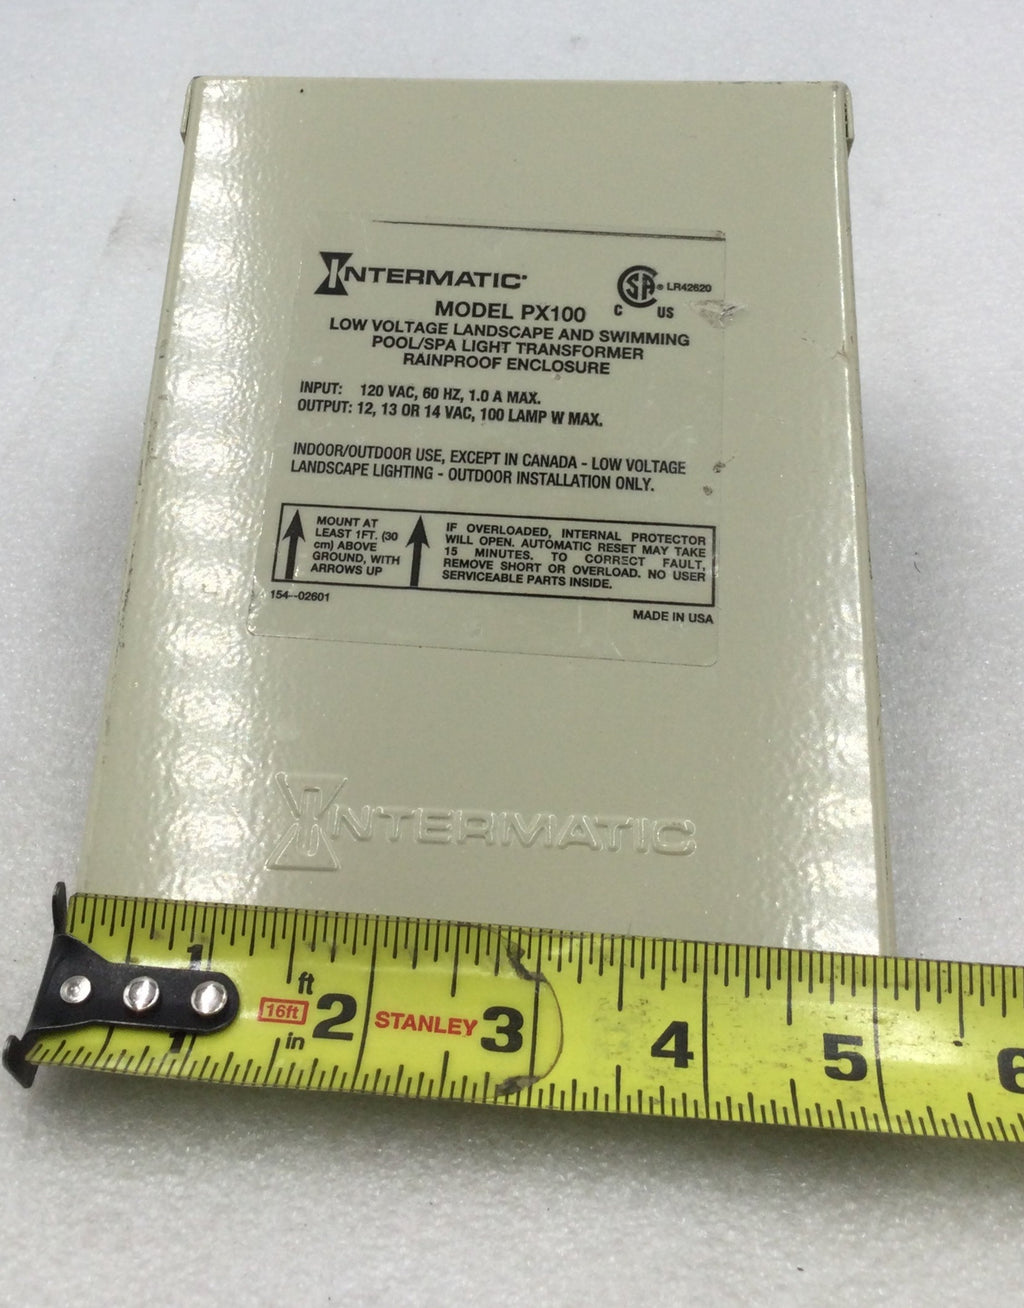 INTERMATIC
LR42620
C US
MODEL PX100
LOW VOLTAGE LANDSCAPE AND SWIMMING
POOL/SPA LIGHT TRANSFORMER
RAINPROOF ENCLOSURE
INPUT: 120 VAC, 60 HZ, 1.0 A MAX.
OUTPUT: 12, 13 OR 14 VAC, 100 LAMP W MAX.
INDOOR/OUTDOOR USE, EXCEPT IN CANADA - LOW VOLTAGE
LANDSCAPE LIGHTING - OUTDOOR INSTALLATION ONLY.
MOUNT AT
LEAST 1FT. (30
cm) ABOVE
GROUND, WITH
ARROWS UP
IF OVERLOADED, INTERNAL PROTECTOR
WILL OPEN. AUTOMATIC RESET MAY TAKE
15 MINUTES. TO CORRECT FAULT,
REMOVE SHORT OR OVERLOAD. NO USER
SERVICEABLE PARTS INSIDE.
154--02601
MADE IN USA
INTERMATIC
1 ft 16ft in 2 STANLEY 3 4 5 6